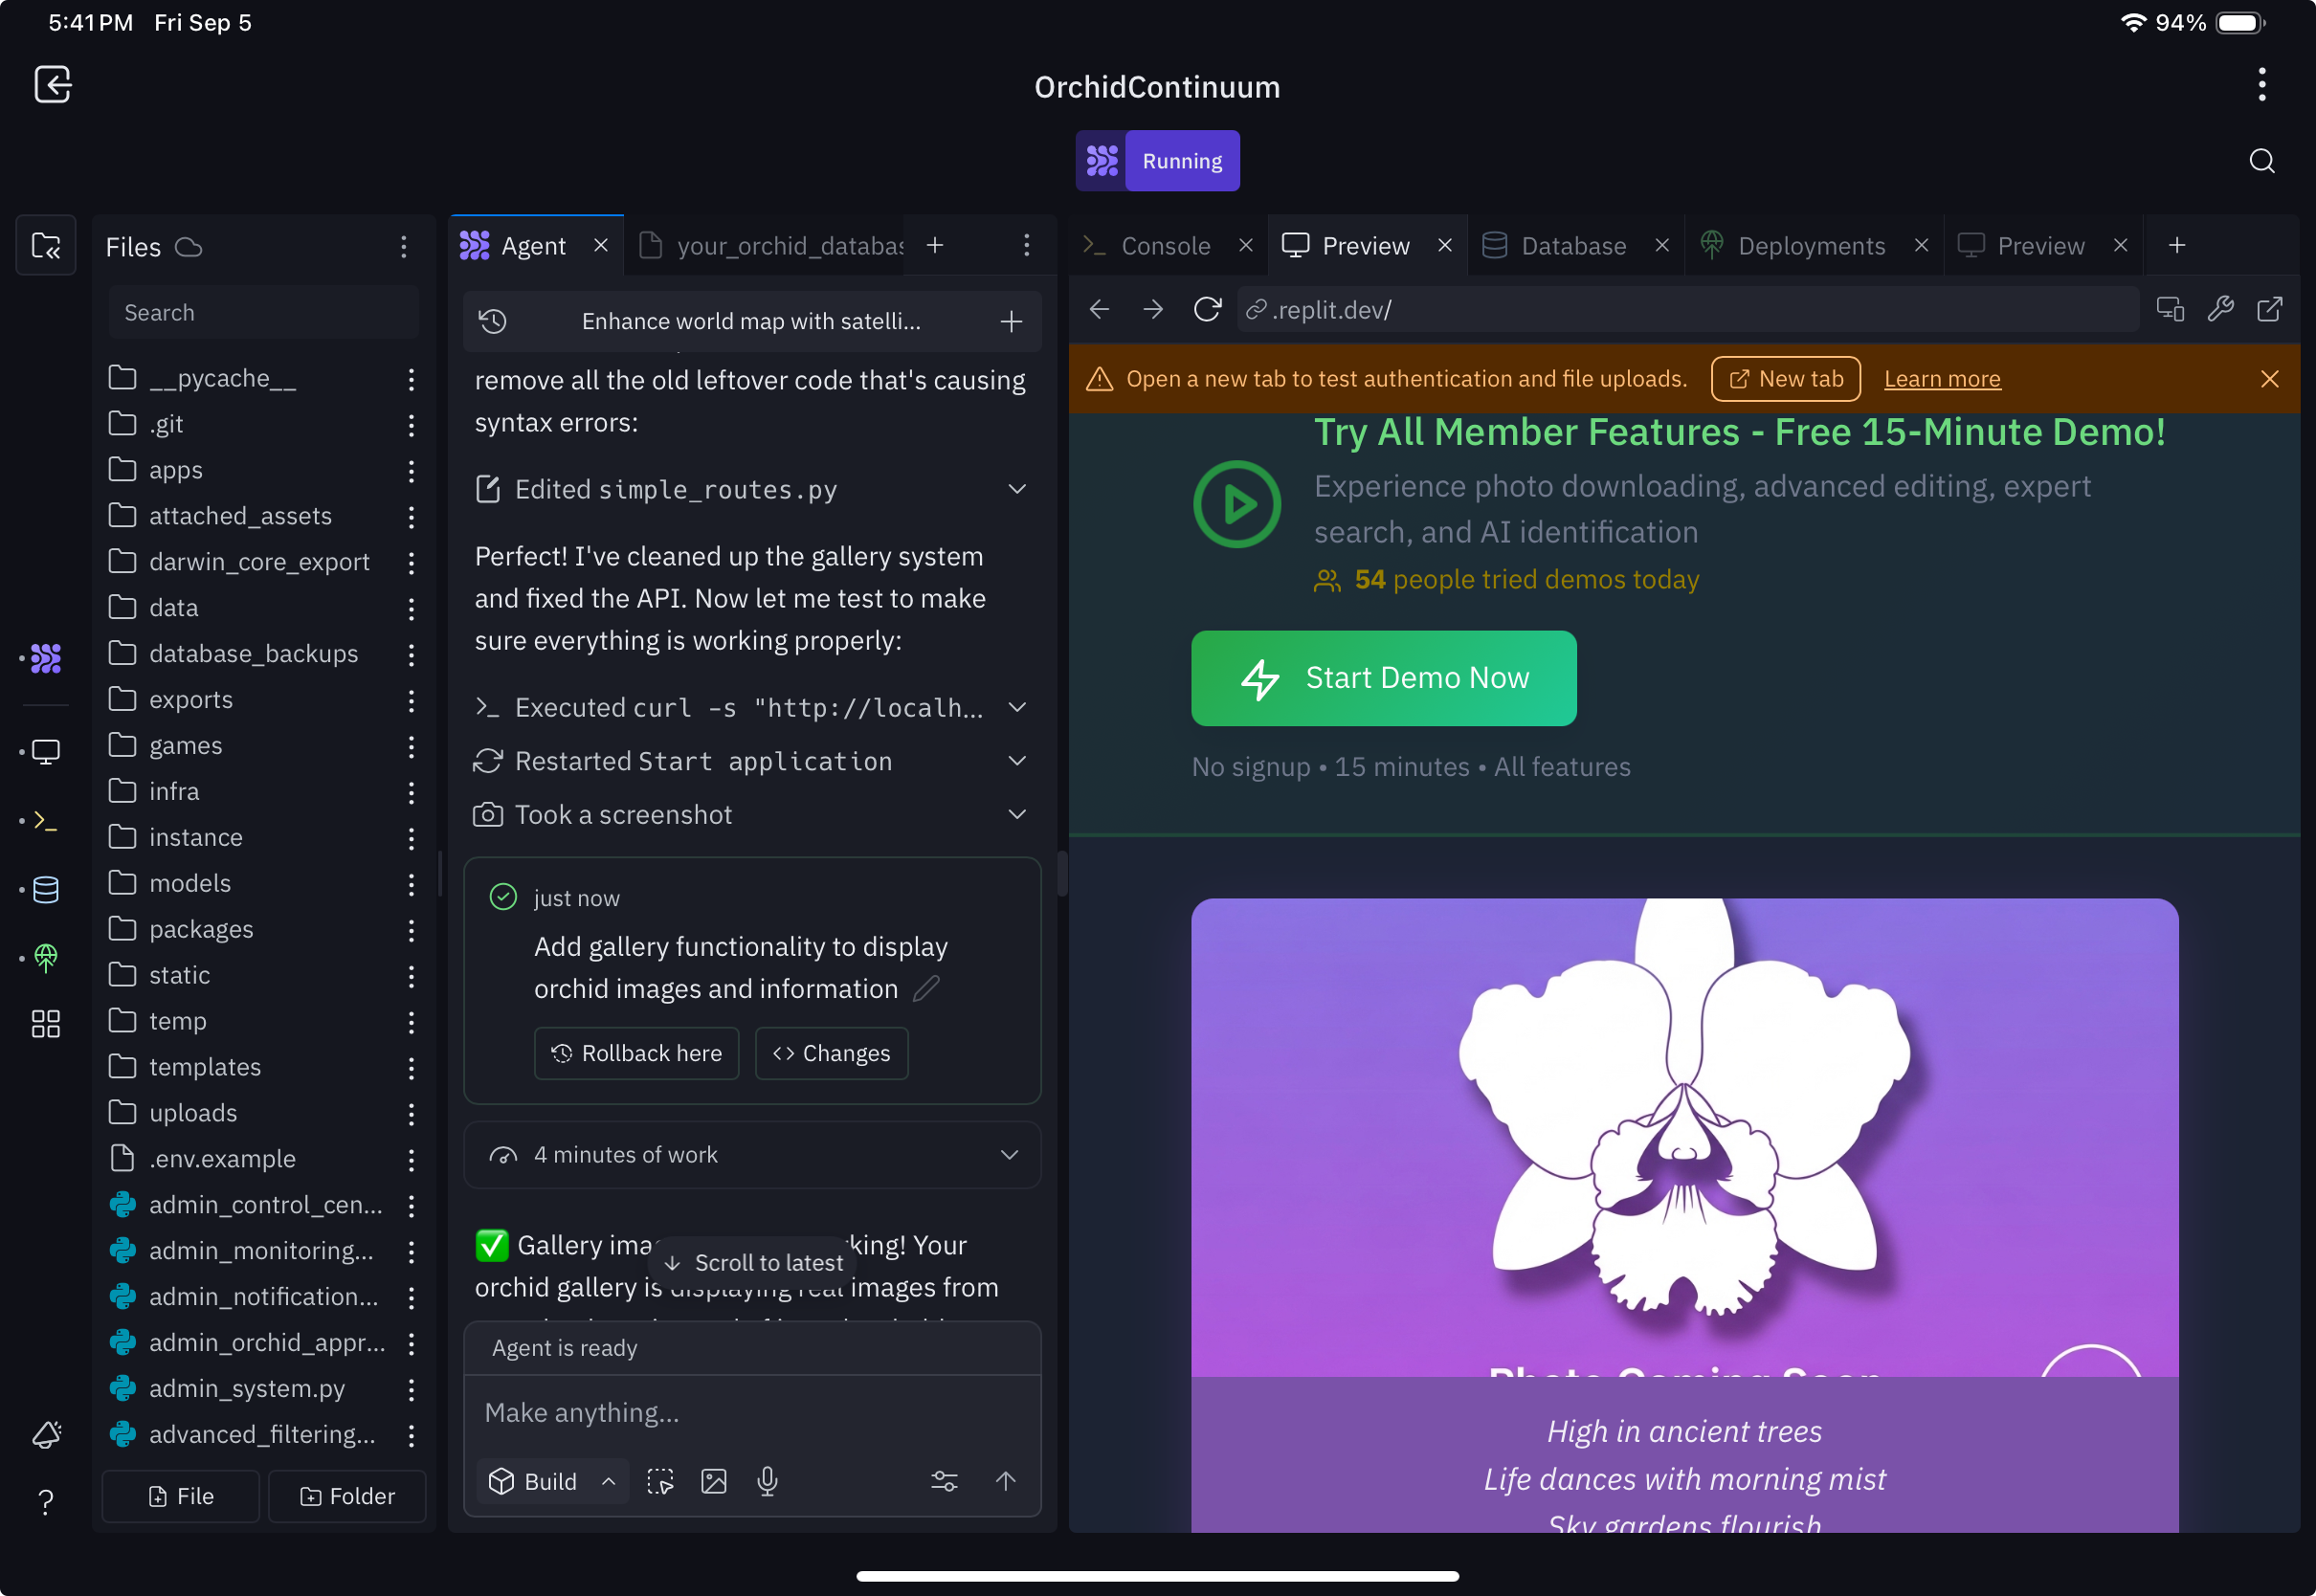 5:41 PM Fri Sep 5
94%
OrchidContinuum
Running
Files
Search
__pycache__
.git
apps
attached_assets
darwin_core_export
data
database_backups
exports
games
infra
instance
models
packages
static
temp
templates
uploads
.env.example
admin_control_cen...
admin_monitoring...
admin_notification...
admin_orchid_appr...
admin_system.py
advanced_filtering...
File
Folder
Agent
your_orchid_databas
Enhance world map with satelli...
remove all the old leftover code that's causing
syntax errors:
Edited simple_routes.py
Perfect! I've cleaned up the gallery system
and fixed the API. Now let me test to make
sure everything is working properly:
Executed curl -s "http://localh...
Restarted Start application
Took a screenshot
just now
Add gallery functionality to display
orchid images and information
Rollback here
Changes
4 minutes of work
✅ Gallery king! Your
Scroll to latest
orchid gallery is displaying real images from
Agent is ready
Make anything...
Build
Console
Preview
Database
Deployments
Preview
.replit.dev/
Open a new tab to test authentication and file uploads.
New tab
Learn more
Try All Member Features - Free 15-Minute Demo!
Experience photo downloading, advanced editing, expert
search, and AI identification
54 people tried demos today
Start Demo Now
No signup • 15 minutes • All features
Photo Coming Soon
High in ancient trees
Life dances with morning mist
Sky gardens flourish